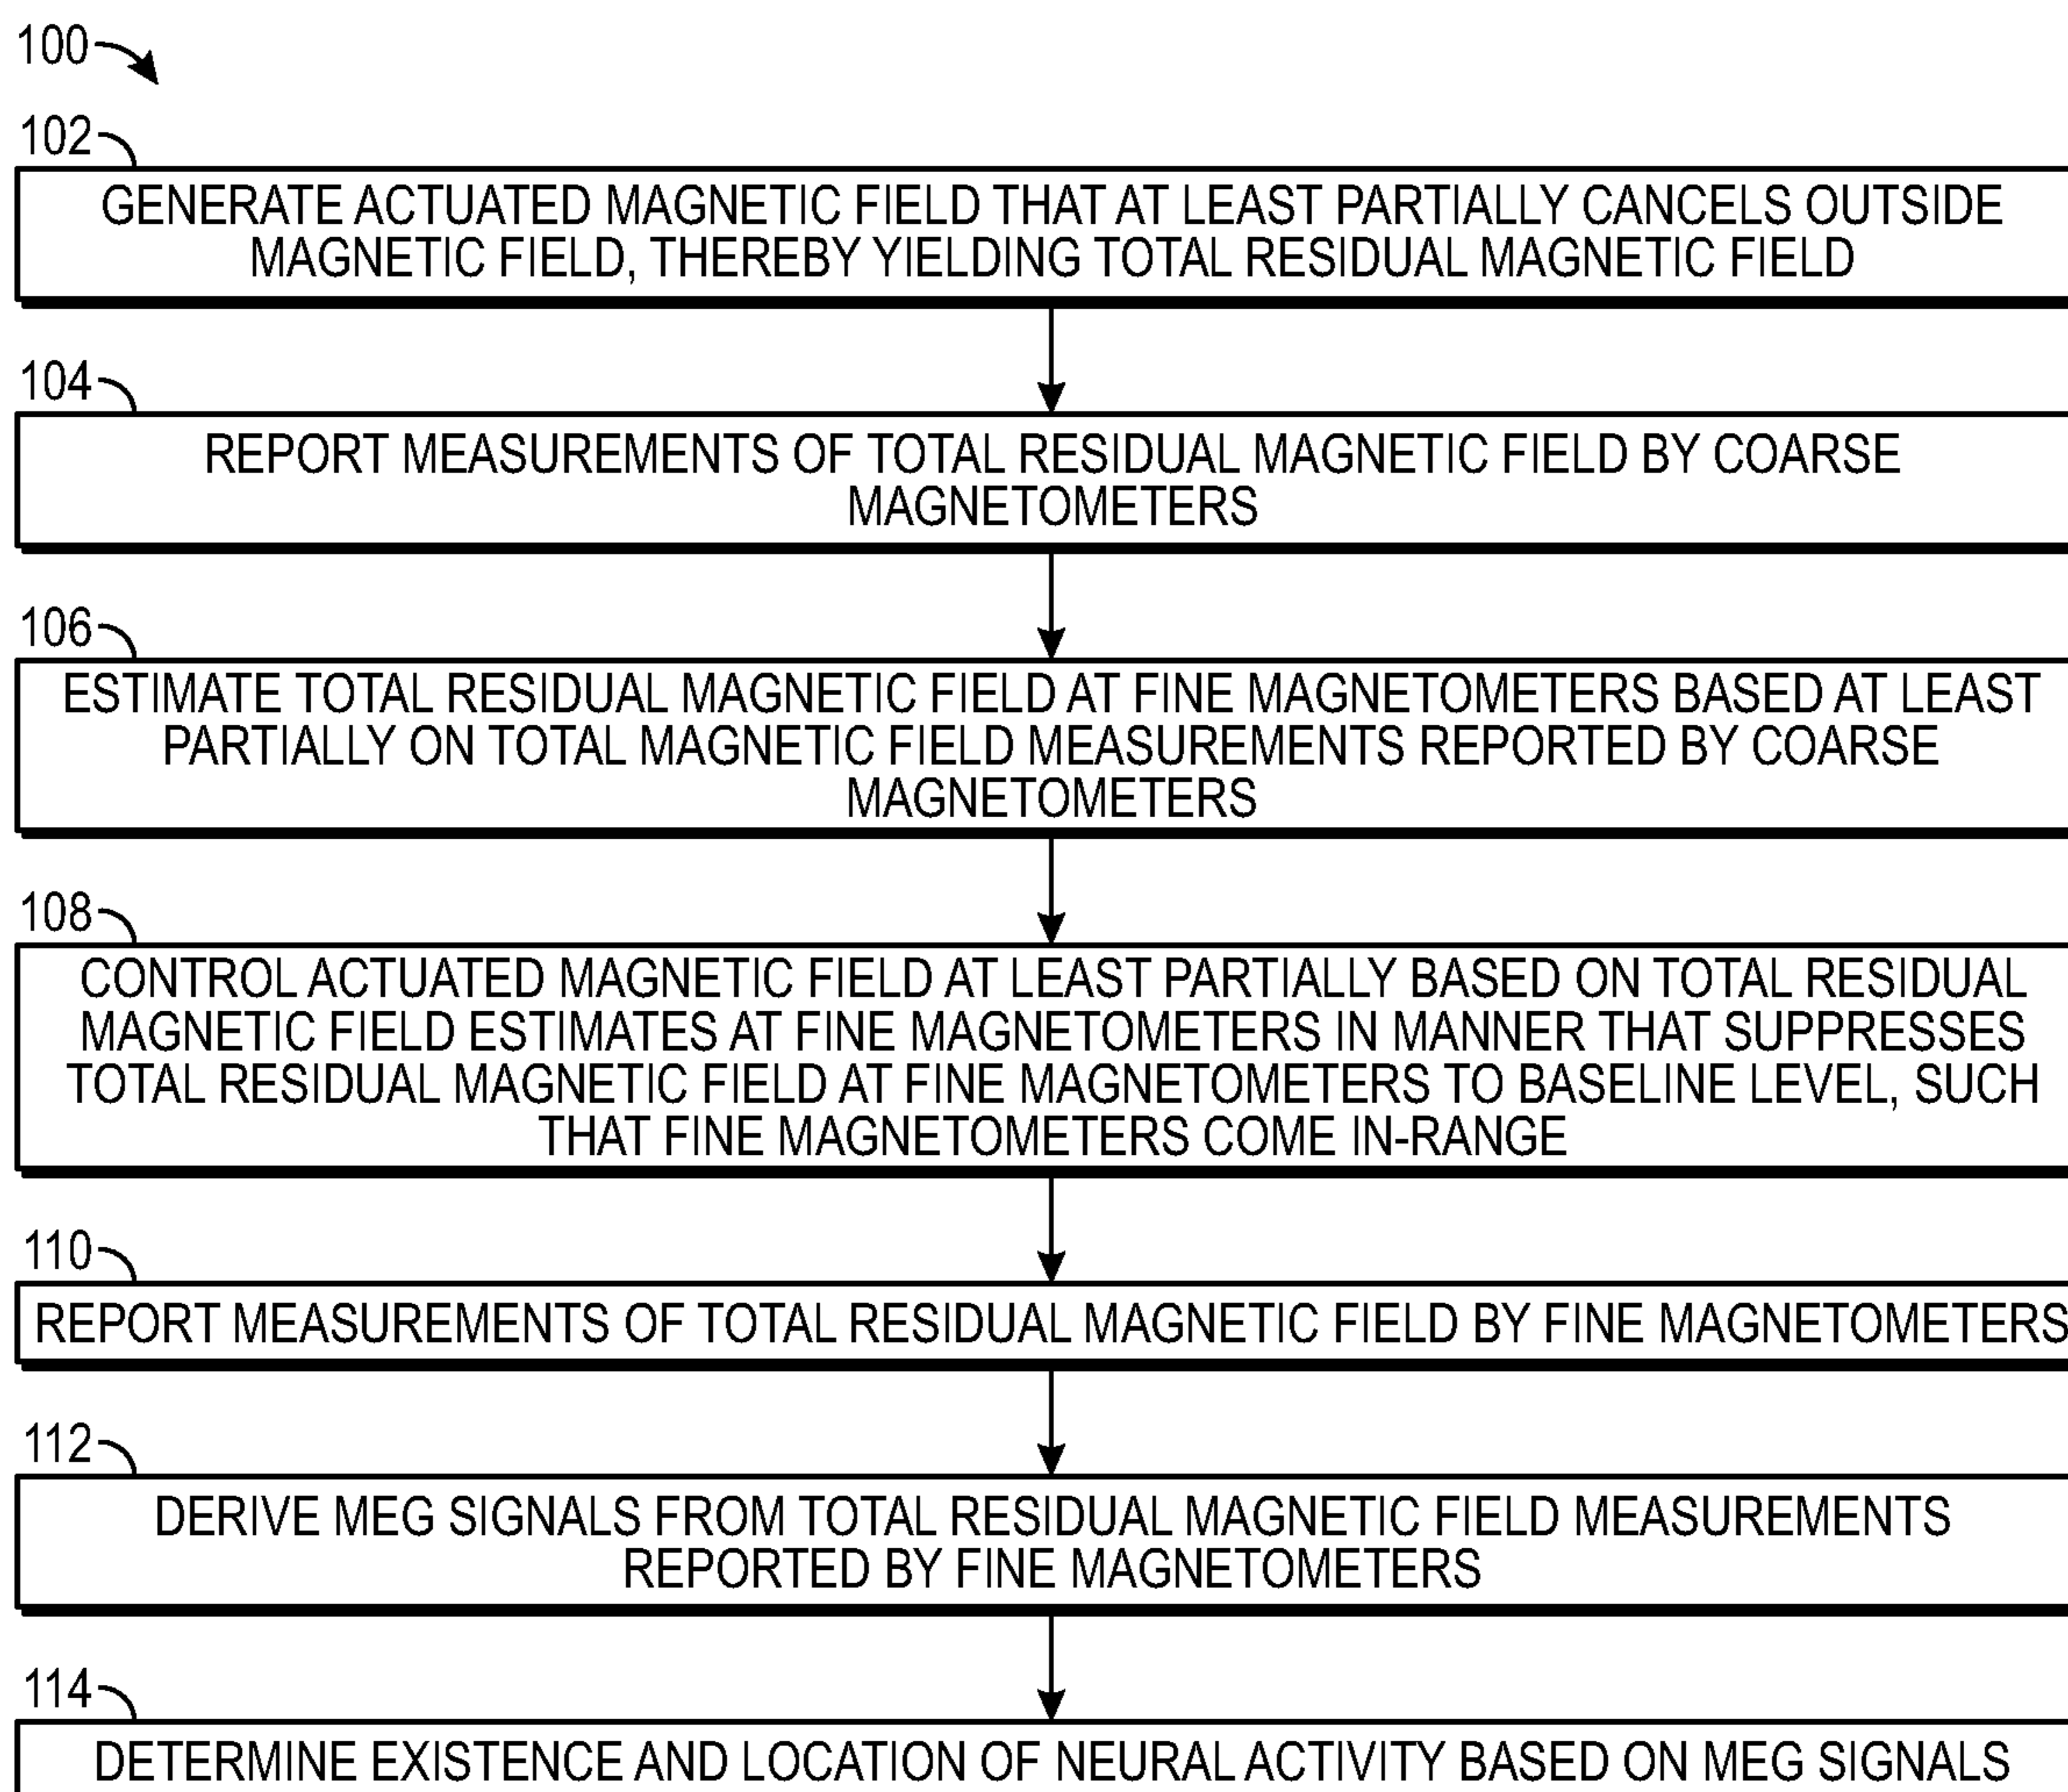 100
102
GENERATE ACTUATED MAGNETIC FIELD THAT AT LEAST PARTIALLY CANCELS OUTSIDE
MAGNETIC FIELD, THEREBY YIELDING TOTAL RESIDUAL MAGNETIC FIELD
104
REPORT MEASUREMENTS OF TOTAL RESIDUAL MAGNETIC FIELD BY COARSE
MAGNETOMETERS
106
ESTIMATE TOTAL RESIDUAL MAGNETIC FIELD AT FINE MAGNETOMETERS BASED AT LEAST
PARTIALLY ON TOTAL MAGNETIC FIELD MEASUREMENTS REPORTED BY COARSE
MAGNETOMETERS
108
CONTROL ACTUATED MAGNETIC FIELD AT LEAST PARTIALLY BASED ON TOTAL RESIDUAL
MAGNETIC FIELD ESTIMATES AT FINE MAGNETOMETERS IN MANNER THAT SUPPRESSES
TOTAL RESIDUAL MAGNETIC FIELD AT FINE MAGNETOMETERS TO BASELINE LEVEL, SUCH
THAT FINE MAGNETOMETERS COME IN-RANGE
110
REPORT MEASUREMENTS OF TOTAL RESIDUAL MAGNETIC FIELD BY FINE MAGNETOMETERS
112
DERIVE MEG SIGNALS FROM TOTAL RESIDUAL MAGNETIC FIELD MEASUREMENTS
REPORTED BY FINE MAGNETOMETERS
114
DETERMINE EXISTENCE AND LOCATION OF NEURAL ACTIVITY BASED ON MEG SIGNALS